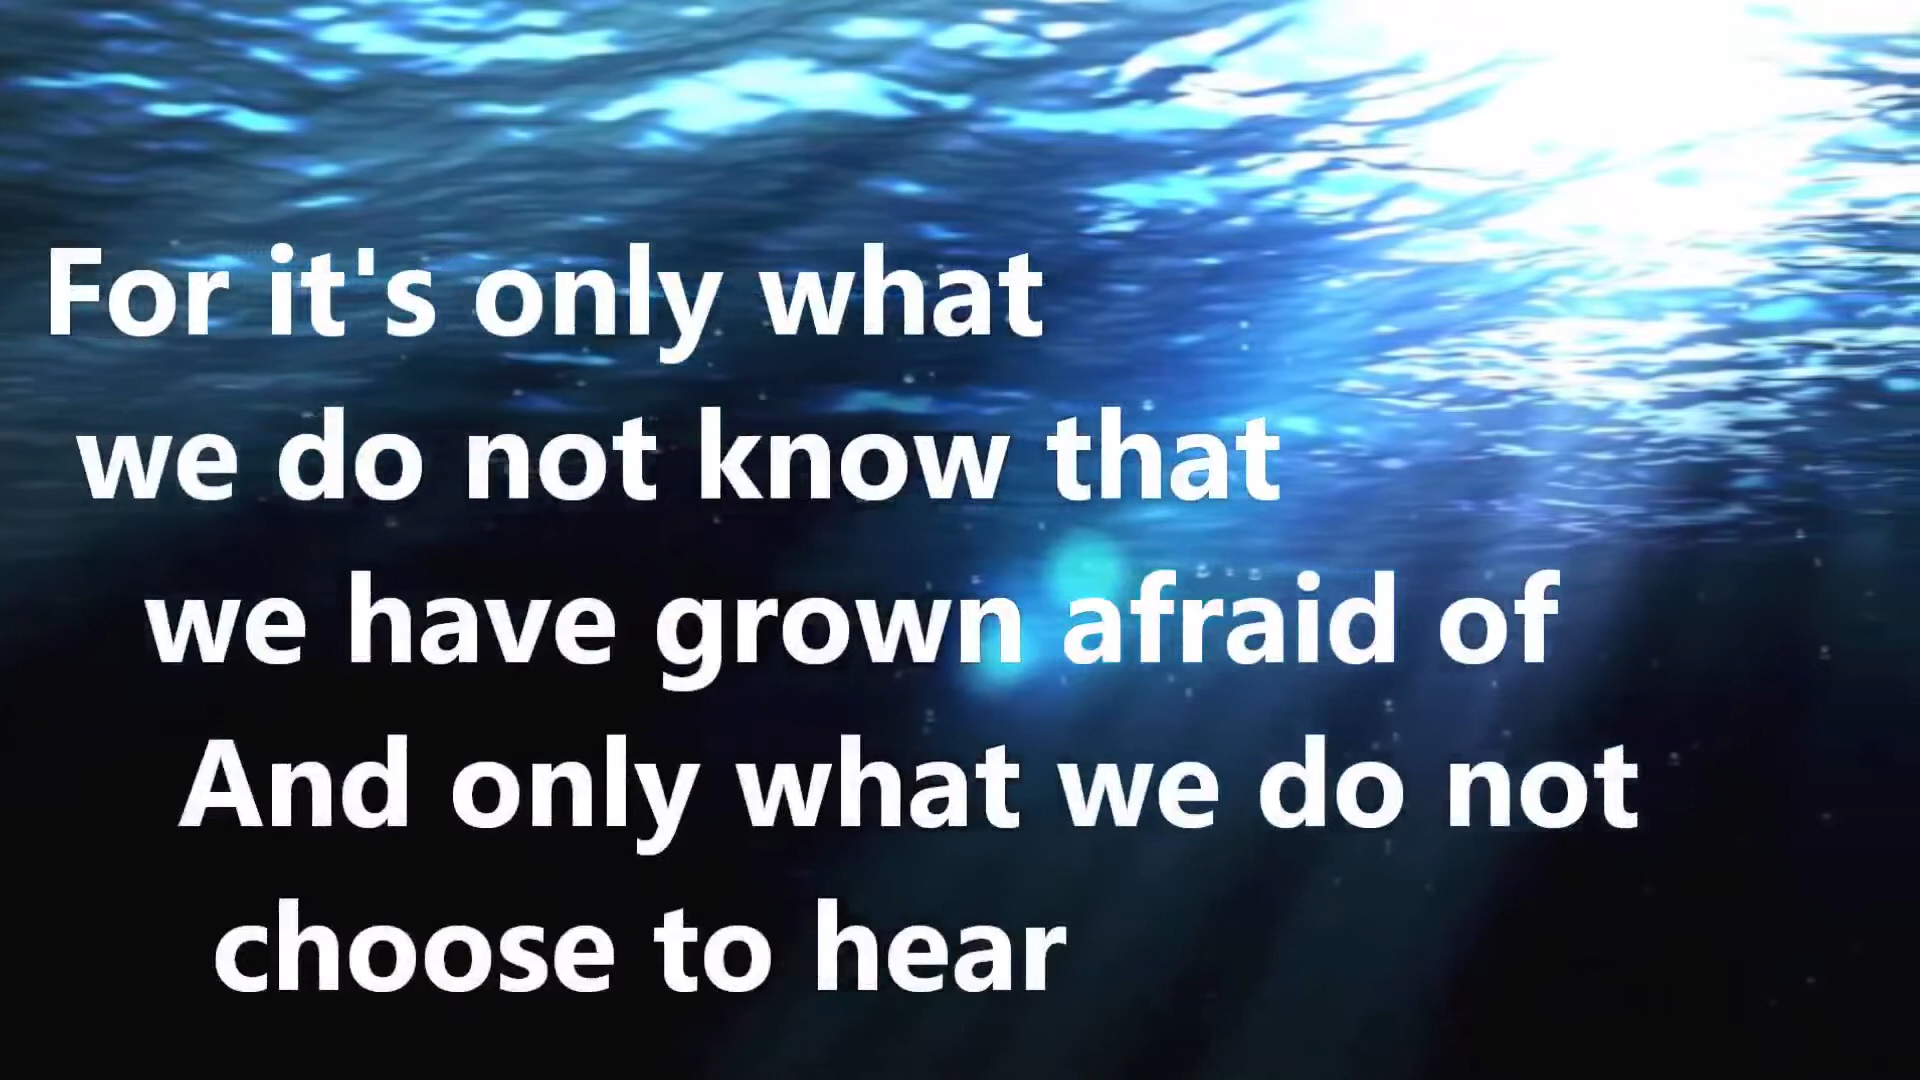 For it's only what
we do not know that
we have grown afraid of
And only what we do not
choose to hear